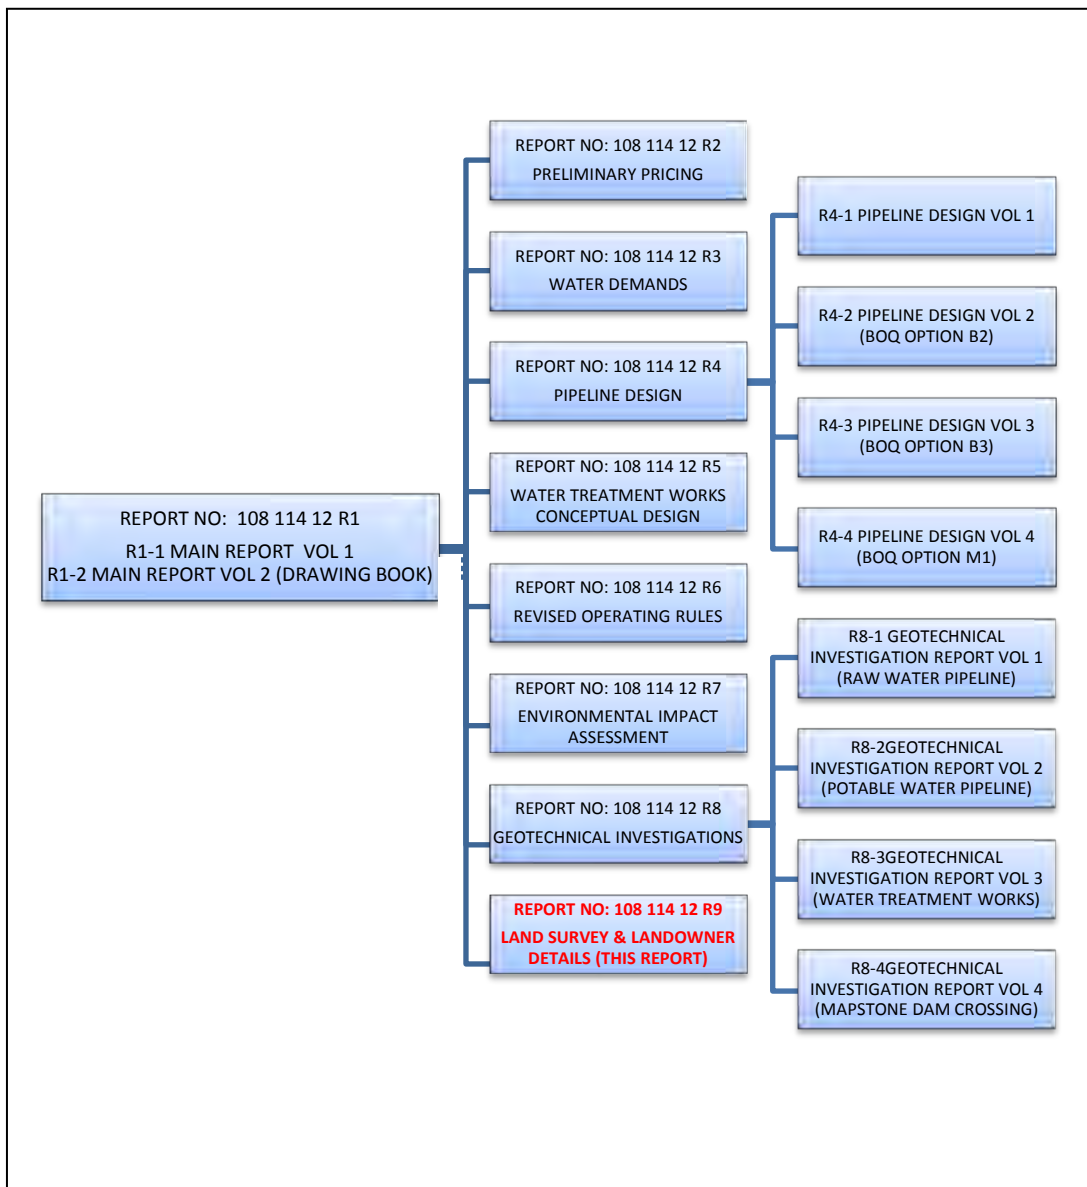 REPORT NO: 108 114 12 R1
R1-1 MAIN REPORT VOL 1
R1-2 MAIN REPORT VOL 2 (DRAWING BOOK)
REPORT NO: 108 114 12 R2
PRELIMINARY PRICING
REPORT NO: 108 114 12 R3
WATER DEMANDS
REPORT NO: 108 114 12 R4
PIPELINE DESIGN
REPORT NO: 108 114 12 R5
WATER TREATMENT WORKS
CONCEPTUAL DESIGN
REPORT NO: 108 114 12 R6
REVISED OPERATING RULES
REPORT NO: 108 114 12 R7
ENVIRONMENTAL IMPACT
ASSESSMENT
REPORT NO: 108 114 12 R8
GEOTECHNICAL INVESTIGATIONS
REPORT NO: 108 114 12 R9
LAND SURVEY & LANDOWNER
DETAILS (THIS REPORT)
R4-1 PIPELINE DESIGN VOL 1
R4-2 PIPELINE DESIGN VOL 2
(BOQ OPTION B2)
R4-3 PIPELINE DESIGN VOL 3
(BOQ OPTION B3)
R4-4 PIPELINE DESIGN VOL 4
(BOQ OPTION M1)
R8-1 GEOTECHNICAL
INVESTIGATION REPORT VOL 1
(RAW WATER PIPELINE)
R8-2GEOTECHNICAL
INVESTIGATION REPORT VOL 2
(POTABLE WATER PIPELINE)
R8-3GEOTECHNICAL
INVESTIGATION REPORT VOL 3
(WATER TREATMENT WORKS)
R8-4GEOTECHNICAL
INVESTIGATION REPORT VOL 4
(MAPSTONE DAM CROSSING)